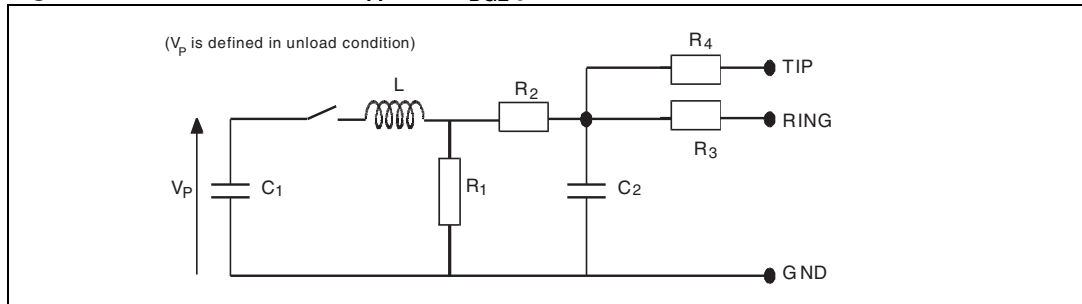 (VP is defined in unload condition)
R4
TIP
L
R2
RING
R3
VP
C1
R1
C2
GND